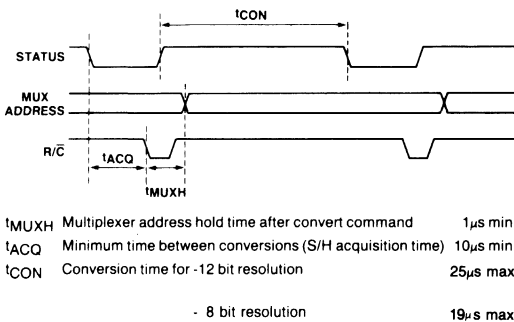 tCON
STATUS
MUX
ADDRESS
R/C̅
tACQ
tMUXH
tMUXH Multiplexer address hold time after convert command 1μs min
tACQ Minimum time between conversions (S/H acquisition time) 10μs min
tCON Conversion time for -12 bit resolution 25μs max
- 8 bit resolution 19μs max